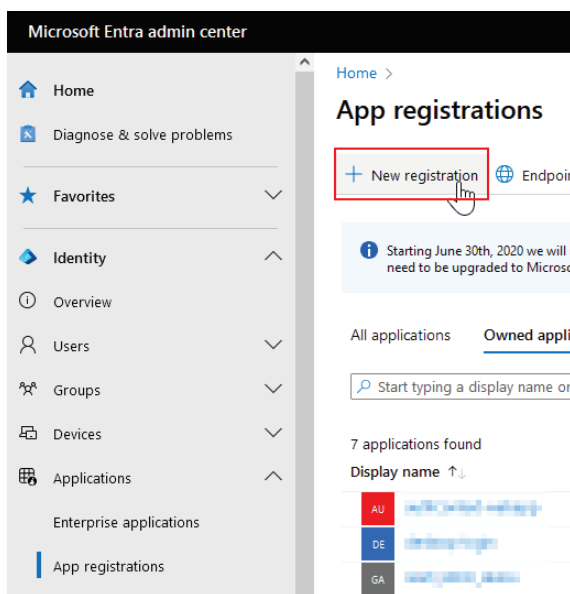 Microsoft Entra admin center
Home
Diagnose & solve problems
Favorites
Identity
Overview
Users
Groups
Devices
Applications
Enterprise applications
App registrations
Home >
App registrations
New registration
Endpoin
Starting June 30th, 2020 we will
need to be upgraded to Microso
All applications
Owned appli
Start typing a display name or
7 applications found
Display name ↑↓
AU
DE
GA